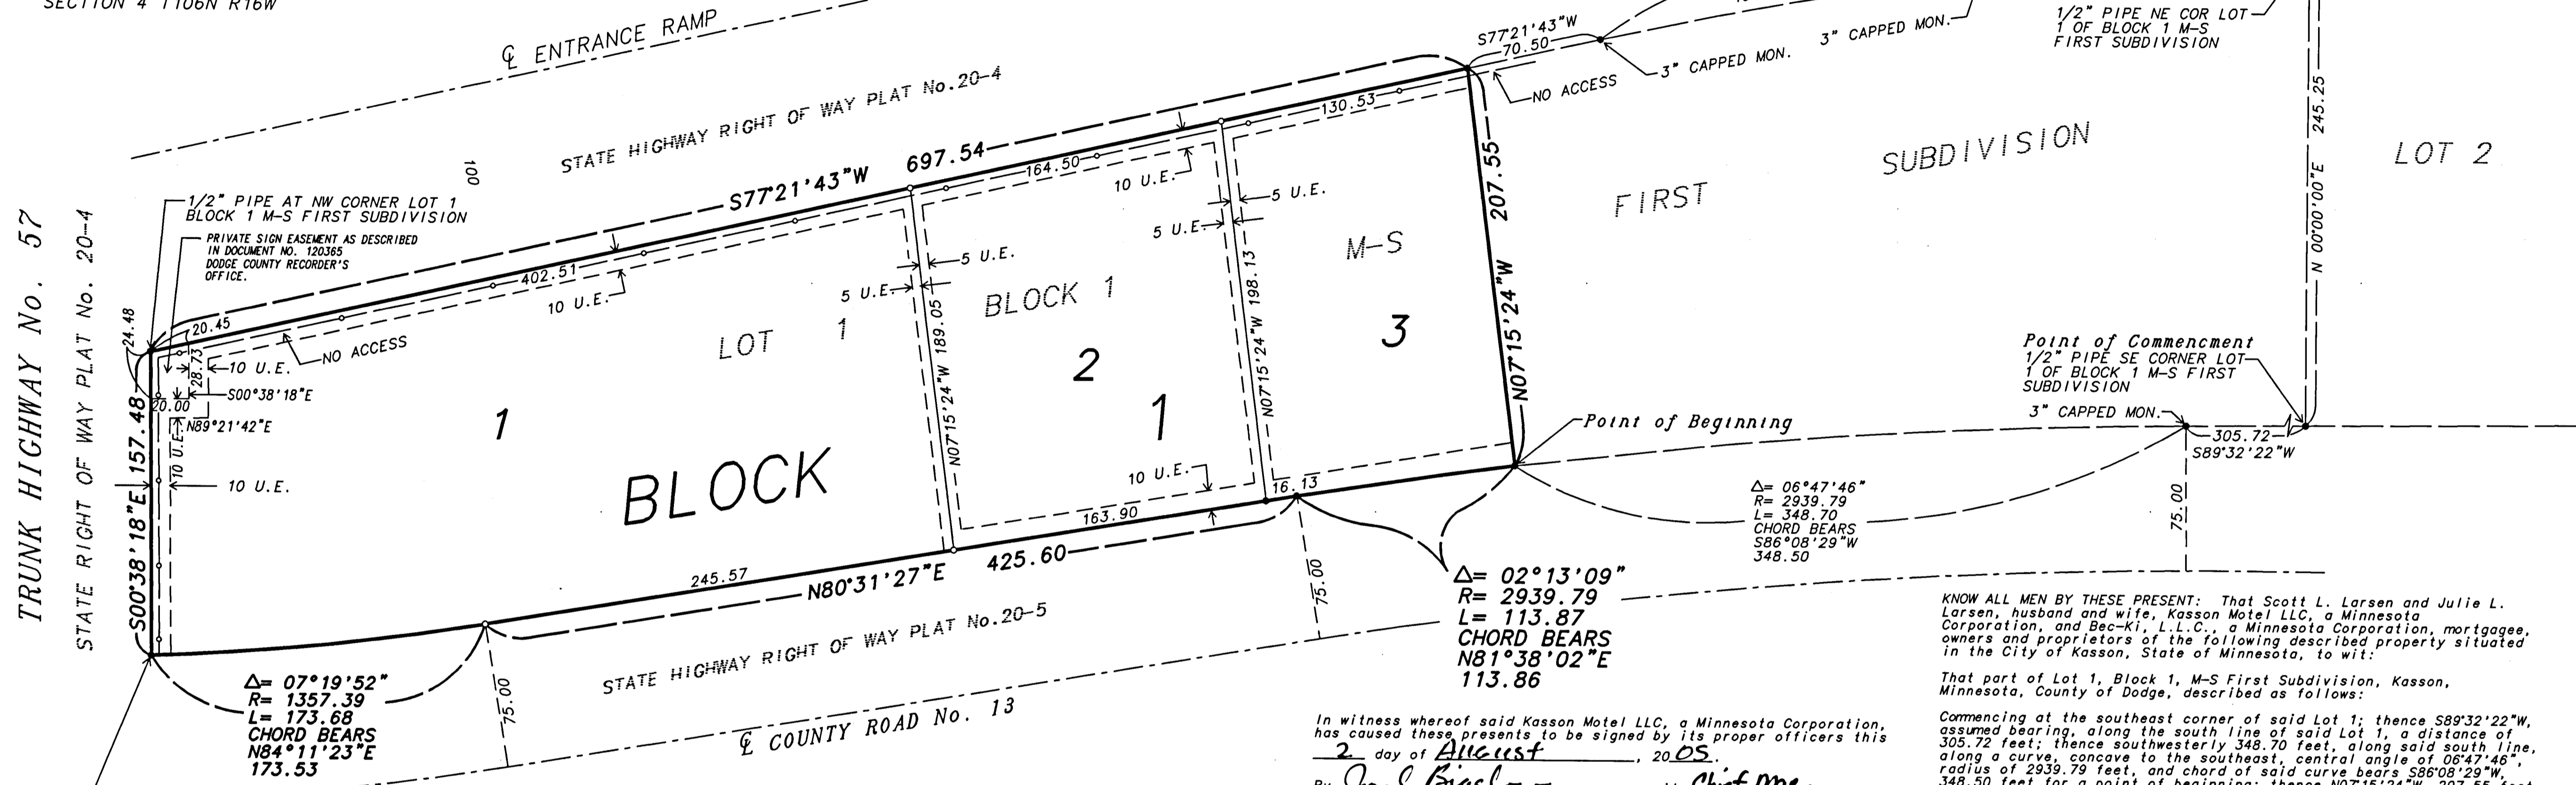 SECTION 4 T106N R16W
℄ ENTRANCE RAMP
STATE HIGHWAY RIGHT OF WAY PLAT No.20-4
100
S77°21'43"W 697.54
S77°21'43"W
70.50
3" CAPPED MON.
3" CAPPED MON.
NO ACCESS
1/2" PIPE NE COR LOT
1 OF BLOCK 1 M-S
FIRST SUBDIVISION
N 00°00'00"E 245.25
LOT 2
FIRST SUBDIVISION
TRUNK HIGHWAY No. 57
STATE RIGHT OF WAY PLAT No. 20-4
1/2" PIPE AT NW CORNER LOT 1
BLOCK 1 M-S FIRST SUBDIVISION
PRIVATE SIGN EASEMENT AS DESCRIBED
IN DOCUMENT NO. 120365
DODGE COUNTY RECORDER'S
OFFICE.
24.48
20.45
28.73
10 U.E.
S00°38'18"E
20.00
N89°21'42"E
10 U.E.
10 U.E.
S00°38'18"E 157.48
NO ACCESS
402.51
10 U.E.
164.50
10 U.E.
130.53
5 U.E.
5 U.E.
5 U.E.
5 U.E.
LOT 1
BLOCK 1
M-S
1
2
3
BLOCK 1
N07°15'24"W 189.05
N07°15'24"W 198.13
N07°15'24"W 207.55
10 U.E.
16.13
163.90
245.57
N80°31'27"E 425.60
STATE HIGHWAY RIGHT OF WAY PLAT No.20-5
75.00
75.00
75.00
℄ COUNTY ROAD No. 13
Δ= 07°19'52"
R= 1357.39
L= 173.68
CHORD BEARS
N84°11'23"E
173.53
Δ= 02°13'09"
R= 2939.79
L= 113.87
CHORD BEARS
N81°38'02"E
113.86
Point of Beginning
Δ= 06°47'46"
R= 2939.79
L= 348.70
CHORD BEARS
S86°08'29"W
348.50
Point of Commencment
1/2" PIPE SE CORNER LOT
1 OF BLOCK 1 M-S FIRST
SUBDIVISION
3" CAPPED MON.
305.72
S89°32'22"W
In witness whereof said Kasson Motel LLC, a Minnesota Corporation,
has caused these presents to be signed by its proper officers this
2 day of August, 2005.
KNOW ALL MEN BY THESE PRESENT: That Scott L. Larsen and Julie L.
Larsen, husband and wife, Kasson Motel LLC, a Minnesota
Corporation, and Bec-Ki, L.L.C., a Minnesota Corporation, mortgagee,
owners and proprietors of the following described property situated
in the City of Kasson, State of Minnesota, to wit:
That part of Lot 1, Block 1, M-S First Subdivision, Kasson,
Minnesota, County of Dodge, described as follows:
Commencing at the southeast corner of said Lot 1; thence S89°32'22"W,
assumed bearing, along the south line of said Lot 1, a distance of
305.72 feet; thence southwesterly 348.70 feet, along said south line,
along a curve, concave to the southeast, central angle of 06°47'46",
radius of 2939.79 feet, and chord of said curve bears S86°08'29"W,
348.50 feet for a point of beginning; thence N07°15'24"W, 207.55 feet